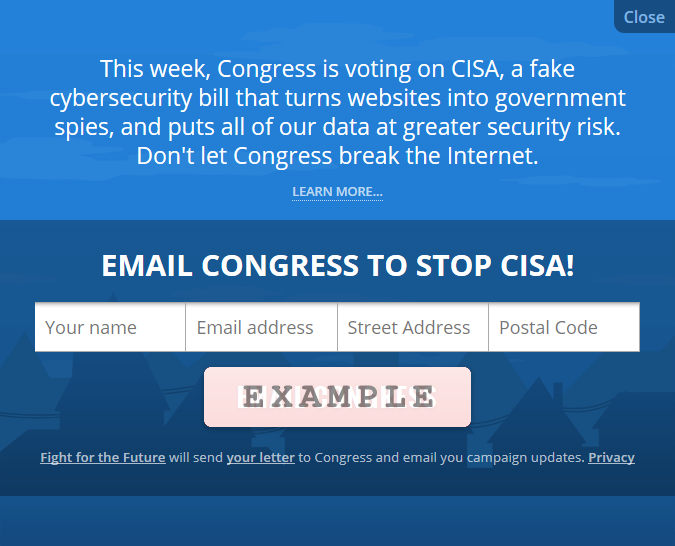 Close
This week, Congress is voting on CISA, a fake
cybersecurity bill that turns websites into government
spies, and puts all of our data at greater security risk.
Don't let Congress break the Internet.
LEARN MORE...
EMAIL CONGRESS TO STOP CISA!
Your name Email address Street Address Postal Code
EXAMPLE
Fight for the Future will send your letter to Congress and email you campaign updates. Privacy